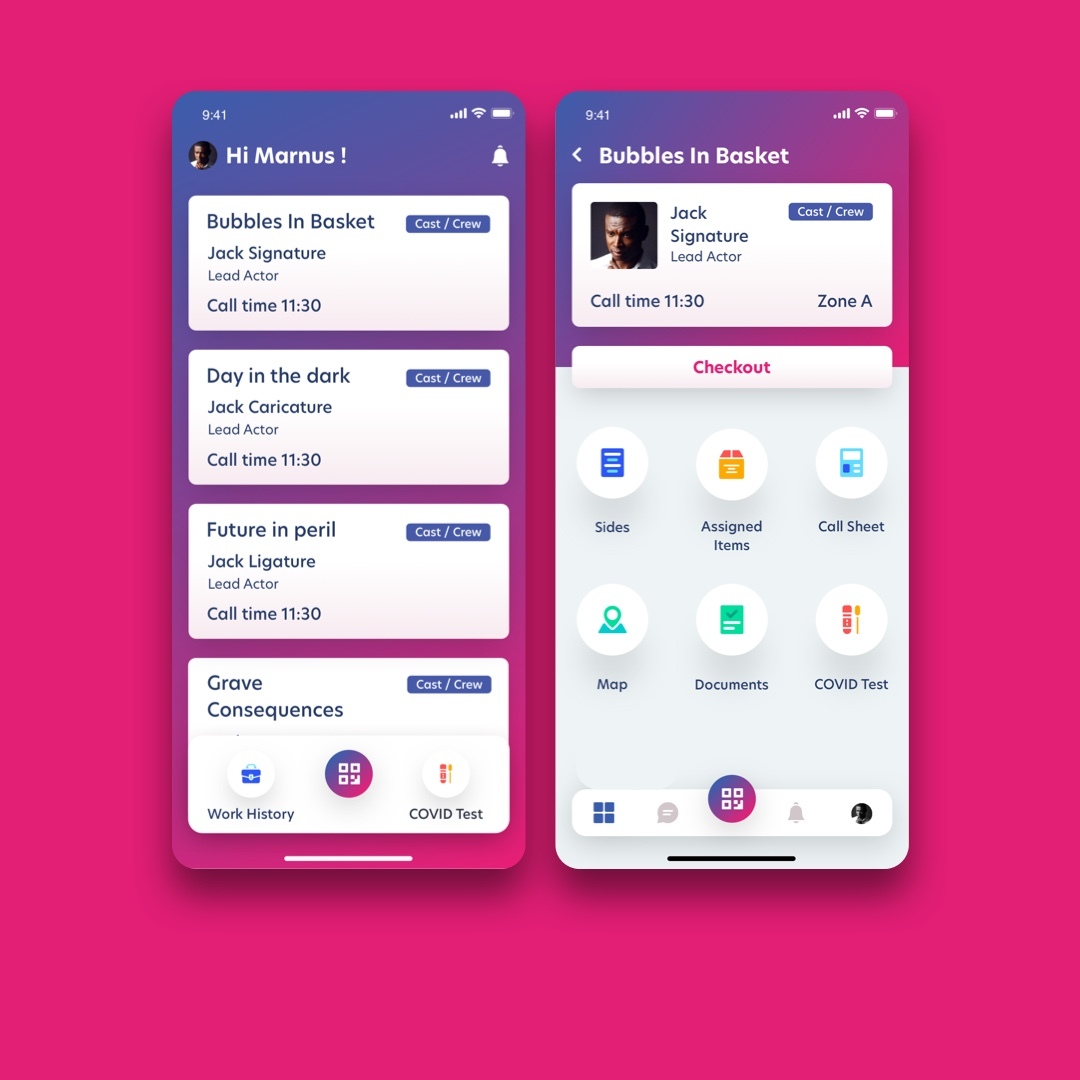 9:41
Hi Marnus !
Bubbles In Basket
Cast / Crew
Jack Signature
Lead Actor
Call time 11:30
Day in the dark
Cast / Crew
Jack Caricature
Lead Actor
Call time 11:30
Future in peril
Cast / Crew
Jack Ligature
Lead Actor
Call time 11:30
Grave
Consequences
Cast / Crew
Work History
COVID Test
9:41
Bubbles In Basket
Jack
Signature
Cast / Crew
Lead Actor
Call time 11:30
Zone A
Checkout
Sides
Assigned
Items
Call Sheet
Map
Documents
COVID Test